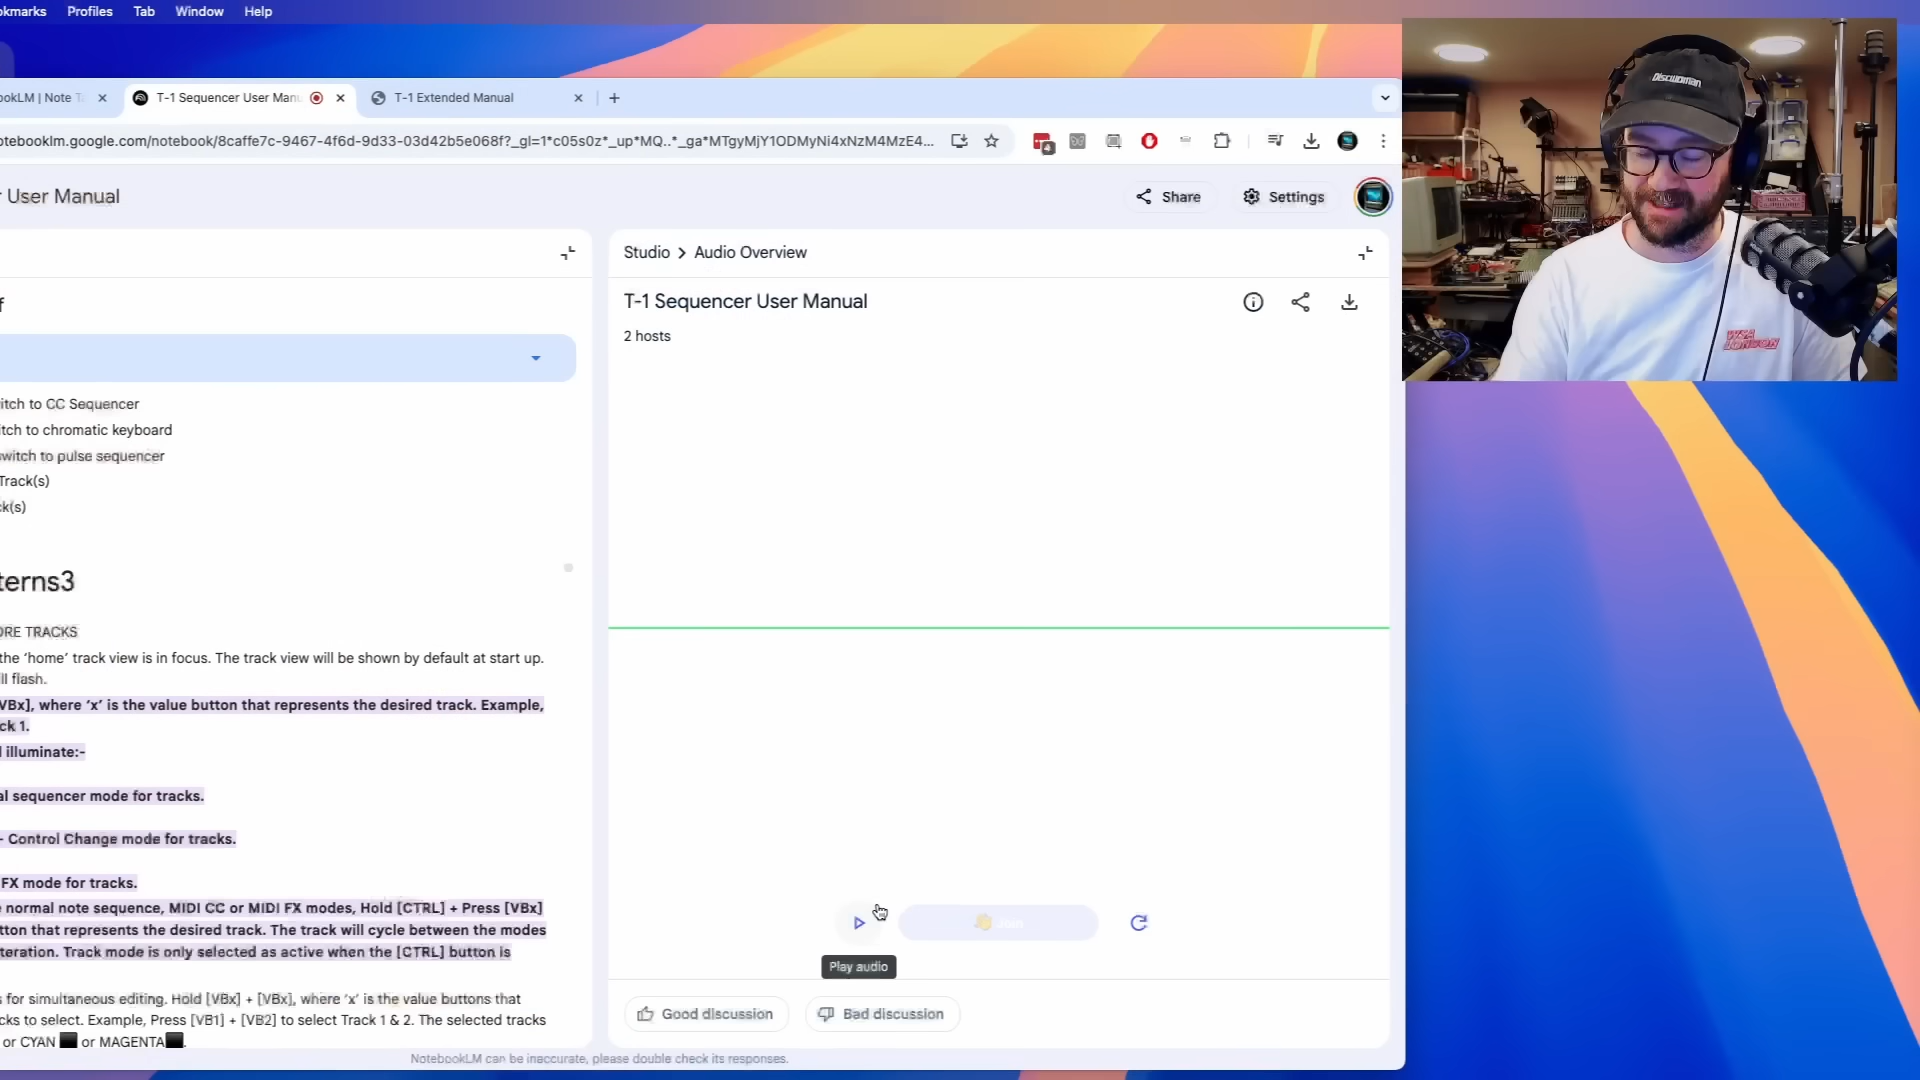 okmarks Profiles Tab Window Help
ookLM | Note T
T-1 Sequencer User Manu
T-1 Extended Manual
otebooklm.google.com/notebook/8caffe7c-9467-4f6d-9d33-03d42b5e068f?_gl=1*c05s0z*_up*MQ..*_ga*MTgyMjY1ODMyNi4xNzM4MzE4...
4
r User Manual
Share
Settings
f
itch to CC Sequencer
itch to chromatic keyboard
witch to pulse sequencer
Track(s)
k(s)
terns3
ORE TRACKS
the ‘home’ track view is in focus. The track view will be shown by default at start up.
ll flash.
VBx], where ‘x’ is the value button that represents the desired track. Example,
ck 1.
l illuminate:-
al sequencer mode for tracks.
- Control Change mode for tracks.
FX mode for tracks.
e normal note sequence, MIDI CC or MIDI FX modes, Hold [CTRL] + Press [VBx]
tton that represents the desired track. The track will cycle between the modes
teration. Track mode is only selected as active when the [CTRL] button is
s for simultaneous editing. Hold [VBx] + [VBx], where ‘x’ is the value buttons that
cks to select. Example, Press [VB1] + [VB2] to select Track 1 & 2. The selected tracks
or CYAN or MAGENTA.
Studio > Audio Overview
T-1 Sequencer User Manual
2 hosts
Join
Play audio
Good discussion
Bad discussion
NotebookLM can be inaccurate, please double check its responses.
Discwoman
LONDON